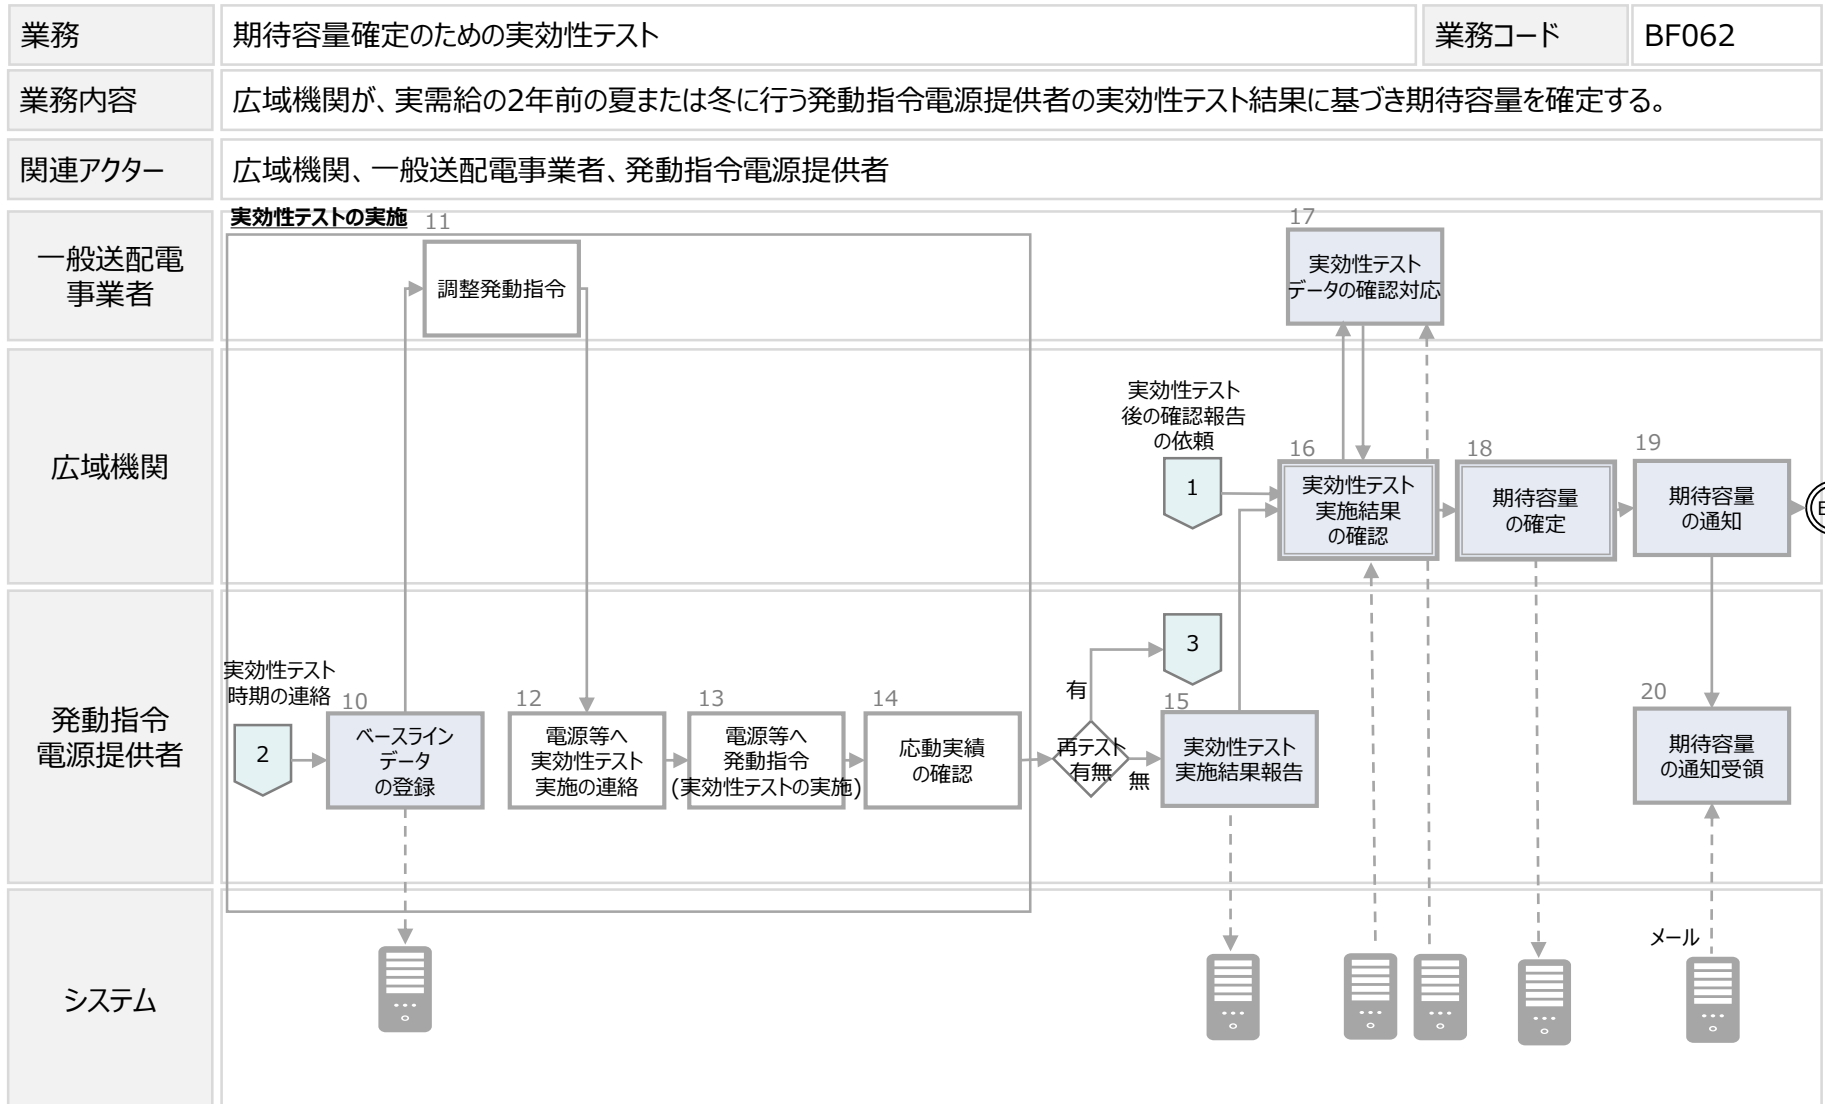 業務
期待容量確定のための実効性テスト
業務コード
BF062
業務内容
広域機関が、実需給の2年前の夏または冬に行う発動指令電源提供者の実効性テスト結果に基づき期待容量を確定する。
関連アクター
広域機関、一般送配電事業者、発動指令電源提供者
一般送配電
事業者
実効性テストの実施
11
調整発動指令
17
実効性テスト
データの確認対応
広域機関
実効性テスト
後の確認報告
の依頼
1
16
実効性テスト
実施結果
の確認
18
期待容量
の確定
19
期待容量
の通知
E
発動指令
電源提供者
実効性テスト
時期の連絡
2
10
ベースライン
データ
の登録
12
電源等へ
実効性テスト
実施の連絡
13
電源等へ
発動指令
(実効性テストの実施)
14
応動実績
の確認
再テスト
有無
有
無
3
15
実効性テスト
実施結果報告
20
期待容量
の通知受領
システム
メール